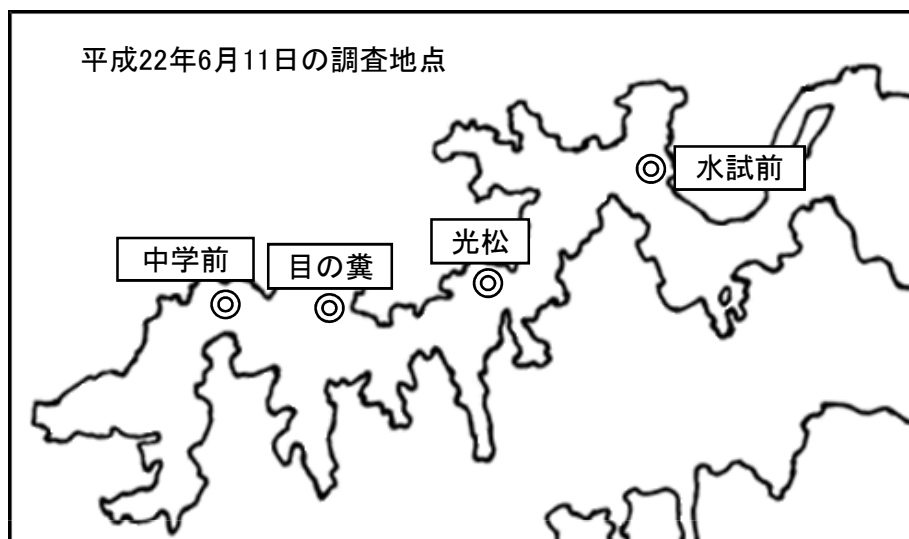 平成22年6月11日の調査地点
水試前
光松
中学前
目の糞